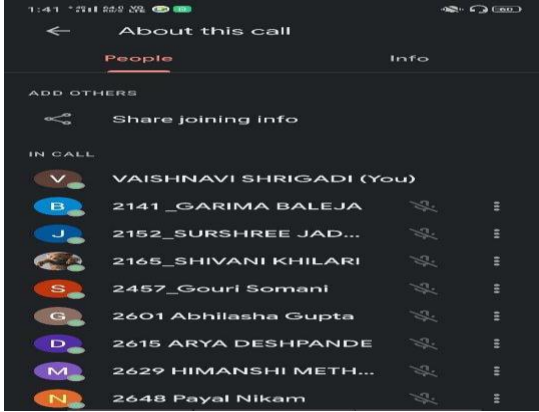 1:41
About this call
People
Info
ADD OTHERS
Share joining info
IN CALL
V VAISHNAVI SHRIGADI (You)
B 2141 _GARIMA BALEJA
J 2152_SURSHREE JAD...
2165_SHIVANI KHILARI
S 2457_Gouri Somani
G 2601 Abhilasha Gupta
D 2615 ARYA DESHPANDE
M 2629 HIMANSHI METH...
N 2648 Payal Nikam